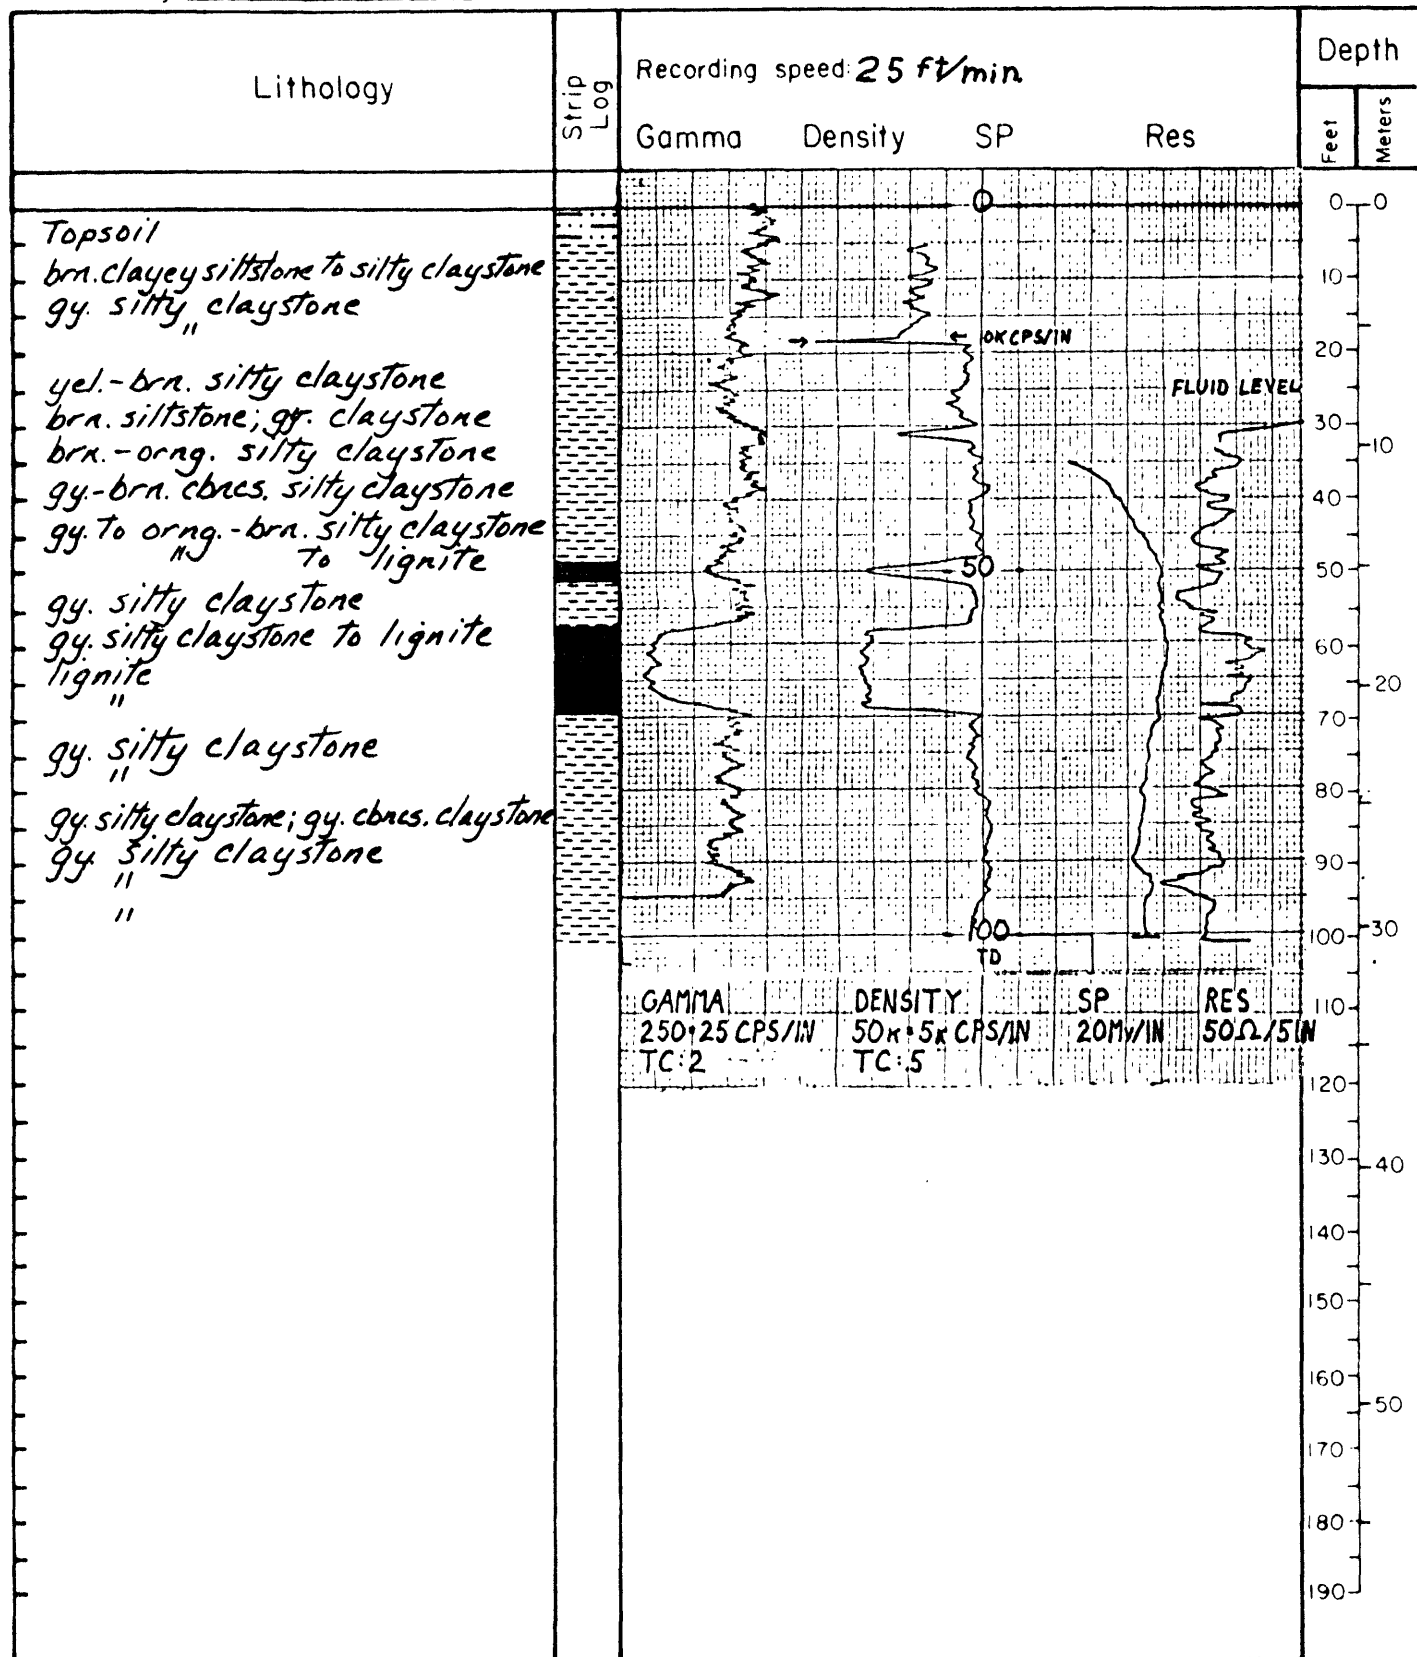 Lithology
Strip Log
Recording speed: 25 ft/min
Gamma Density SP Res
Depth
Feet
Meters
Topsoil
brn. clayey siltstone to silty claystone
gy. silty claystone
"
yel.-brn. silty claystone
brn. siltstone; gy. claystone
brn.-orng. silty claystone
gy.-brn. cbncs. silty claystone
gy. to orng.-brn. silty claystone
" to lignite
gy. silty claystone
gy. silty claystone to lignite
lignite
"
gy. silty claystone
"
gy. silty claystone; gy. cbncs. claystone
gy. silty claystone
"
"
0
→ ← 0K CPS/IN
FLUID LEVEL
50
00
TD
GAMMA DENSITY SP RES
250•25 CPS/IN 50K•5K CPS/IN 20MV/IN 50Ω/5IN
TC:2 TC:.5
0
10
20
30
40
50
60
70
80
90
100
110
120
130
140
150
160
170
180
190
0
10
20
30
40
50